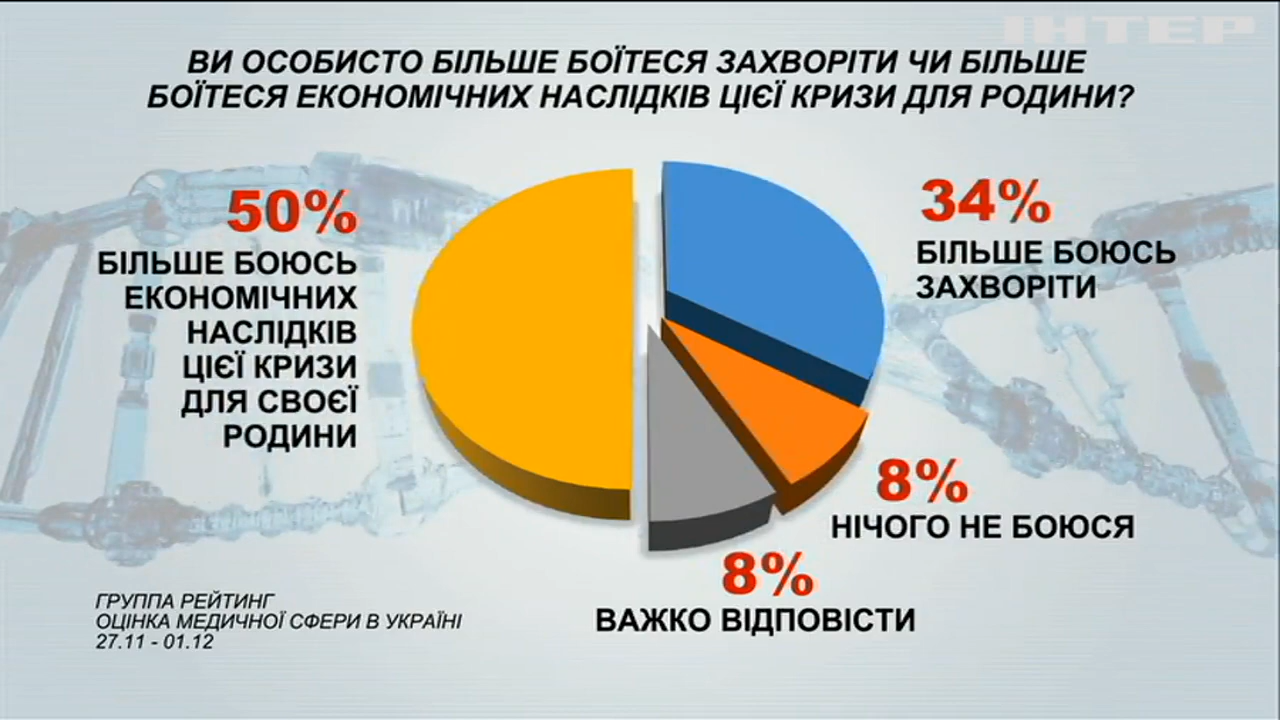 ІНТЕР
ВИ ОСОБИСТО БІЛЬШЕ БОЇТЕСЯ ЗАХВОРІТИ ЧИ БІЛЬШЕ
БОЇТЕСЯ ЕКОНОМІЧНИХ НАСЛІДКІВ ЦІЄЇ КРИЗИ ДЛЯ РОДИНИ?
50%
БІЛЬШЕ БОЮСЬ
ЕКОНОМІЧНИХ
НАСЛІДКІВ
ЦІЄЇ КРИЗИ
ДЛЯ СВОЄЇ
РОДИНИ
34%
БІЛЬШЕ БОЮСЬ
ЗАХВОРІТИ
8%
НІЧОГО НЕ БОЮСЯ
8%
ВАЖКО ВІДПОВІСТИ
ГРУППА РЕЙТИНГ
ОЦІНКА МЕДИЧНОЇ СФЕРИ В УКРАЇНІ
27.11 - 01.12